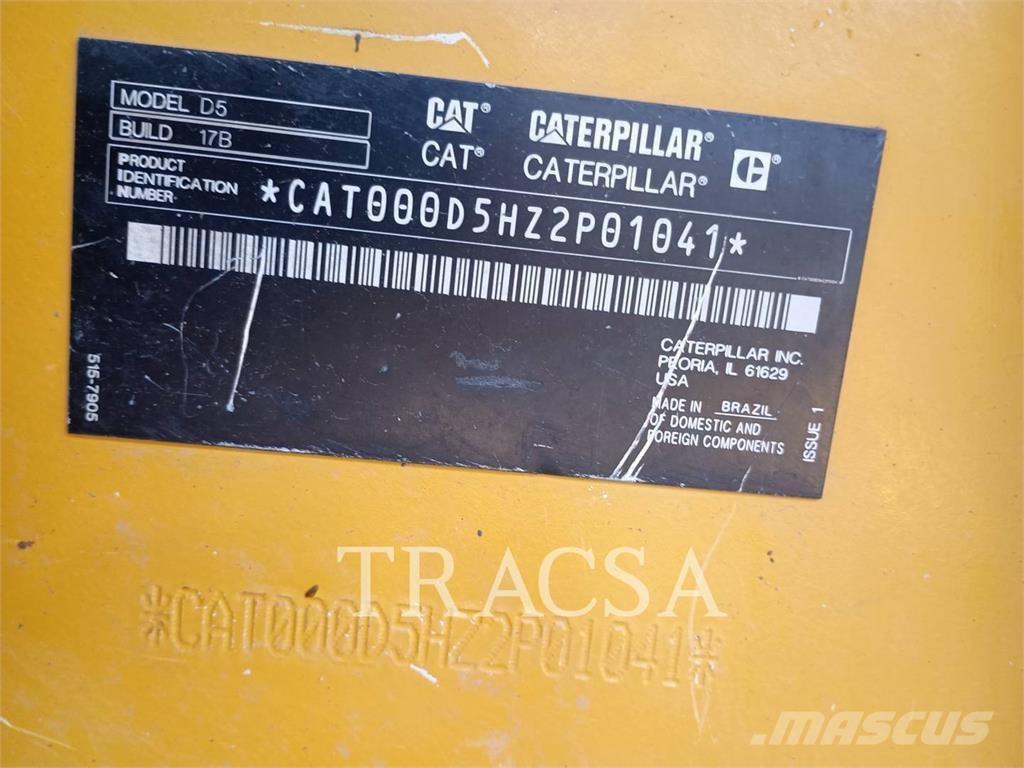 MODEL D5
BUILD 17B
CAT®
CAT®
CATERPILLAR®
CATERPILLAR®
C®
PRODUCT
IDENTIFICATION
NUMBER
*CAT000D5HZ2P01041*
CATERPILLAR INC.
PEORIA, IL 61629
USA
MADE IN BRAZIL
OF DOMESTIC AND
FOREIGN COMPONENTS
515-7905
ISSUE 1
TRACSA
*CAT000D5HZ2P01041*
MASCUS